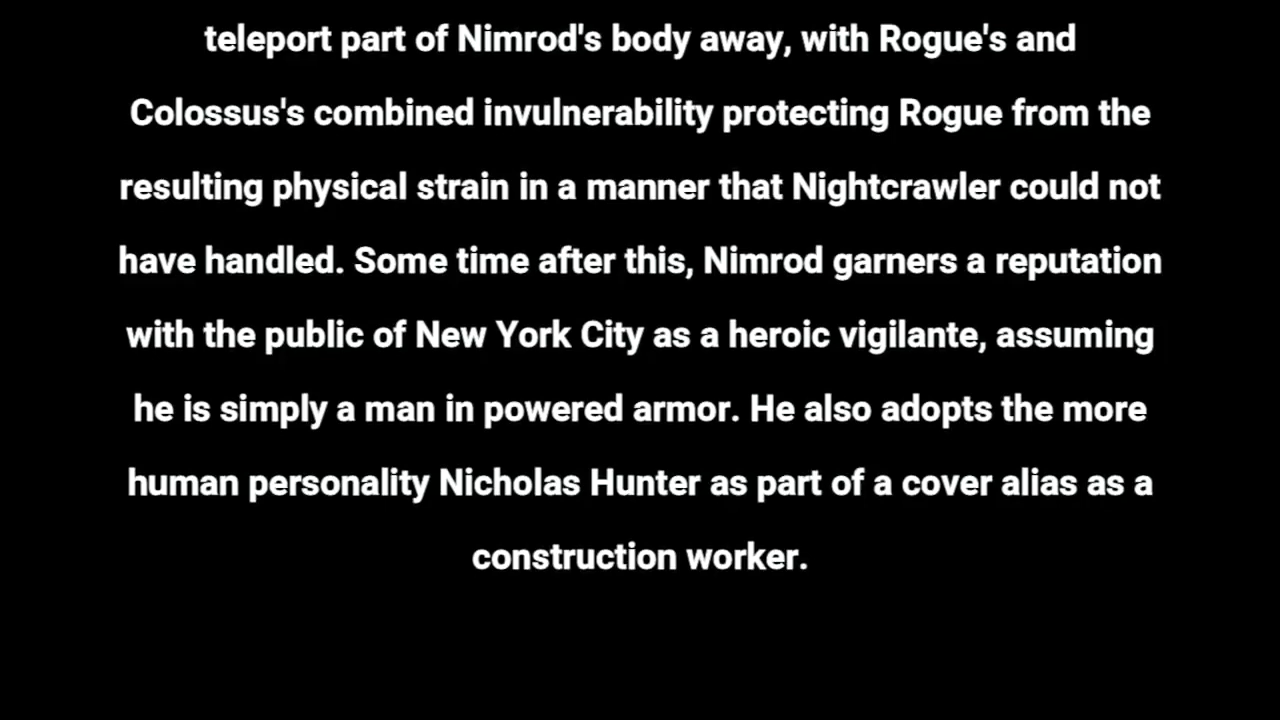 teleport part of Nimrod's body away, with Rogue's and
Colossus's combined invulnerability protecting Rogue from the
resulting physical strain in a manner that Nightcrawler could not
have handled. Some time after this, Nimrod garners a reputation
with the public of New York City as a heroic vigilante, assuming
he is simply a man in powered armor. He also adopts the more
human personality Nicholas Hunter as part of a cover alias as a
construction worker.